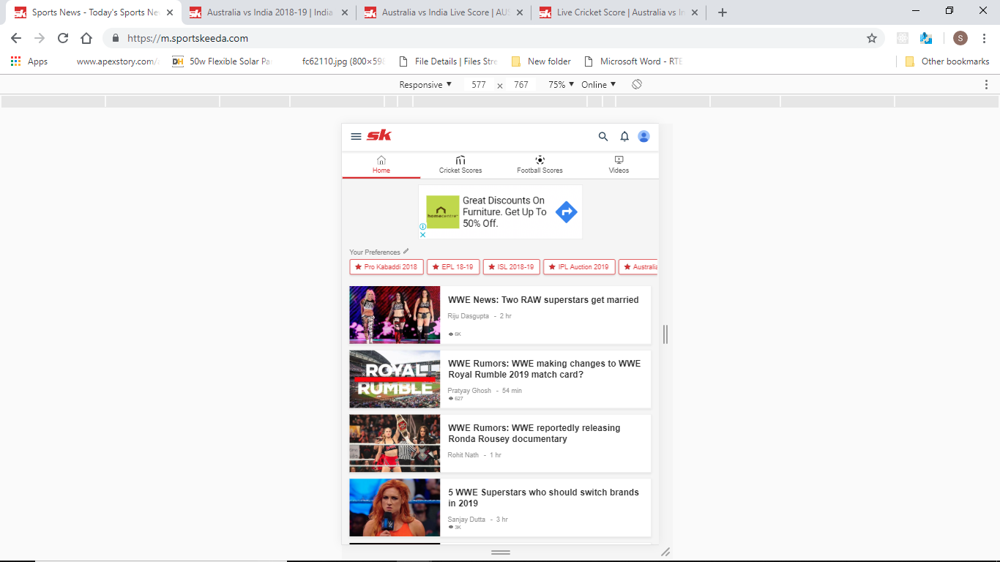 Sports News - Today's Sports Ne
Australia vs India 2018-19 | India
Australia vs India Live Score | AUS
Live Cricket Score | Australia vs In
https://m.sportskeeda.com
S
Apps
www.apexstory.com/
50w Flexible Solar Pa
fc62110.jpg (800×598
File Details | Files Stre
New folder
Microsoft Word - RTE
Other bookmarks
Responsive ▼ 577 × 767 75% ▼ Online ▼
sk
Home
Cricket Scores
Football Scores
Videos
homecentre
Great Discounts On
Furniture. Get Up To
50% Off.
Your Preferences
★ Pro Kabaddi 2018
★ EPL 18-19
★ ISL 2018-19
★ IPL Auction 2019
★ Australia
WWE News: Two RAW superstars get married
Riju Dasgupta - 2 hr
6K
ROYAL
RUMBLE
WWE Rumors: WWE making changes to WWE
Royal Rumble 2019 match card?
Pratyay Ghosh - 54 min
627
WWE Rumors: WWE reportedly releasing
Ronda Rousey documentary
Rohit Nath - 1 hr
5 WWE Superstars who should switch brands
in 2019
Sanjay Dutta - 3 hr
3K